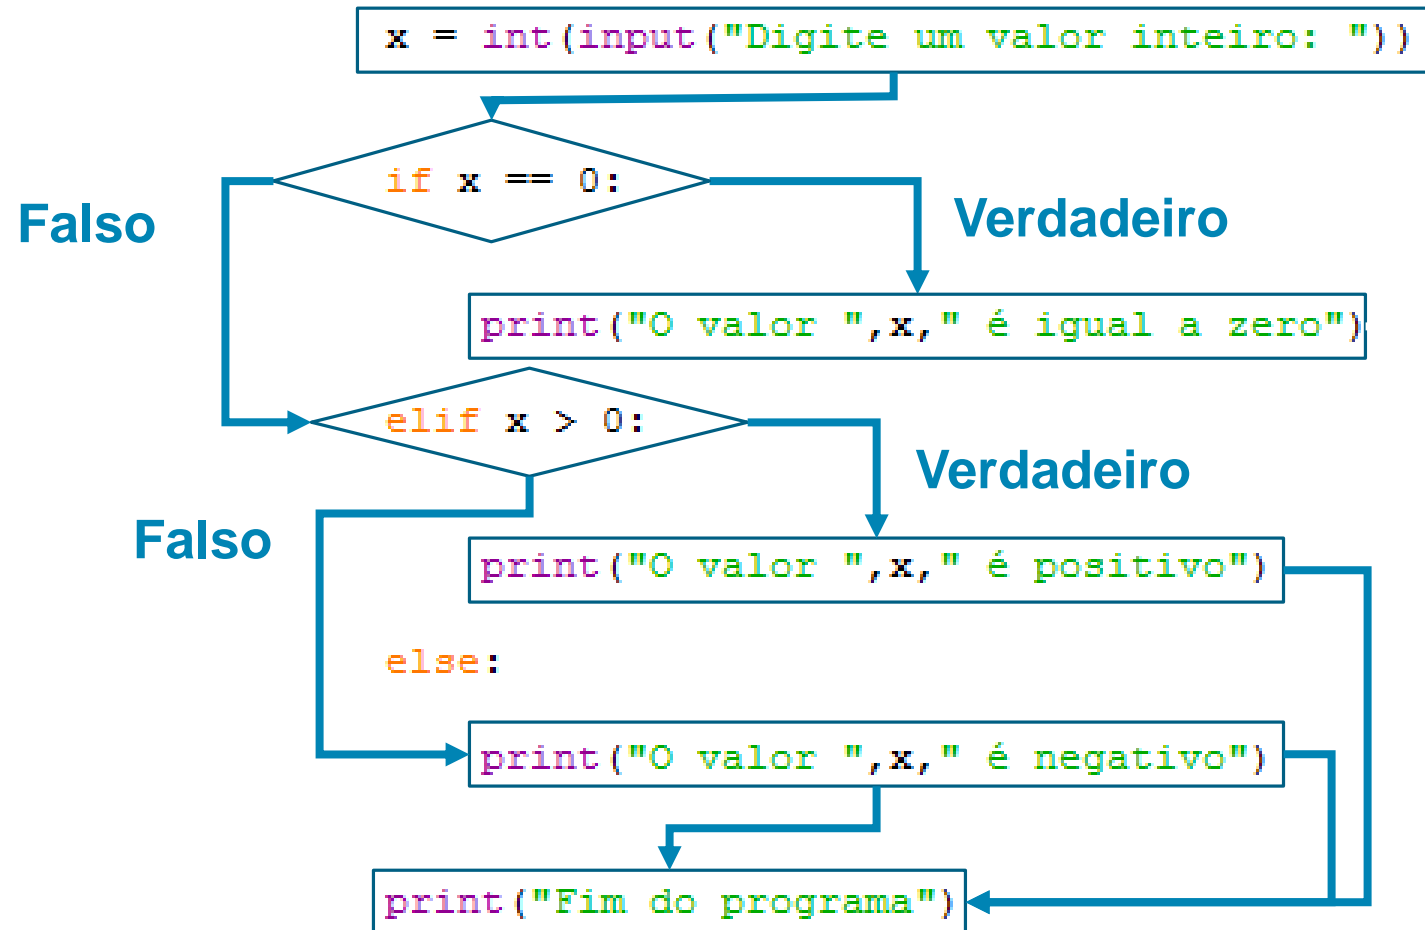 x = int(input("Digite um valor inteiro: "))
if x == 0:
Falso
Verdadeiro
print("O valor ",x," é igual a zero")
elif x > 0:
Verdadeiro
Falso
print("O valor ",x," é positivo")
else:
print("O valor ",x," é negativo")
print("Fim do programa")